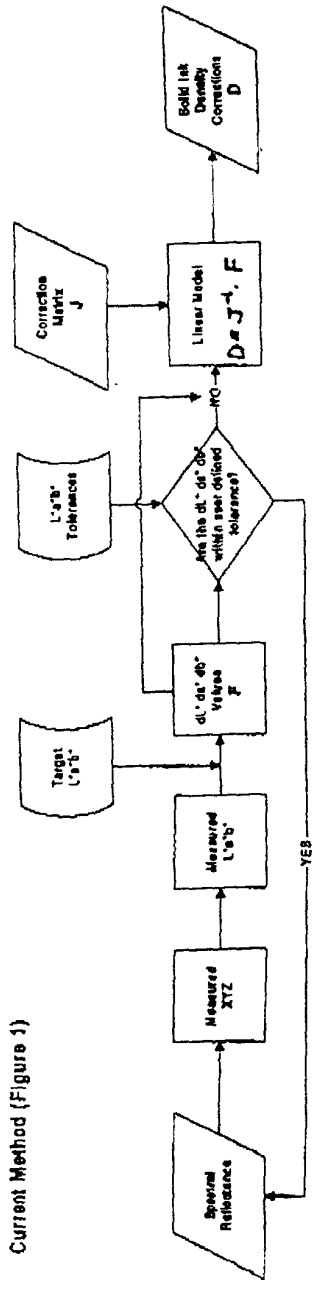 Current Method (Figure 1)
Spectral
Reflectance
Measured
XYZ
Measured
L*a*b*
Target
L*a*b*
dL* da* db*
Values
F
L*a*b*
Tolerances
Are the dL* da* db*
within user defined
tolerance?
NO
YES
Correction
Matrix
J
Linear Model
D = J⁻¹ · F
Solid Ink
Density
Corrections
D